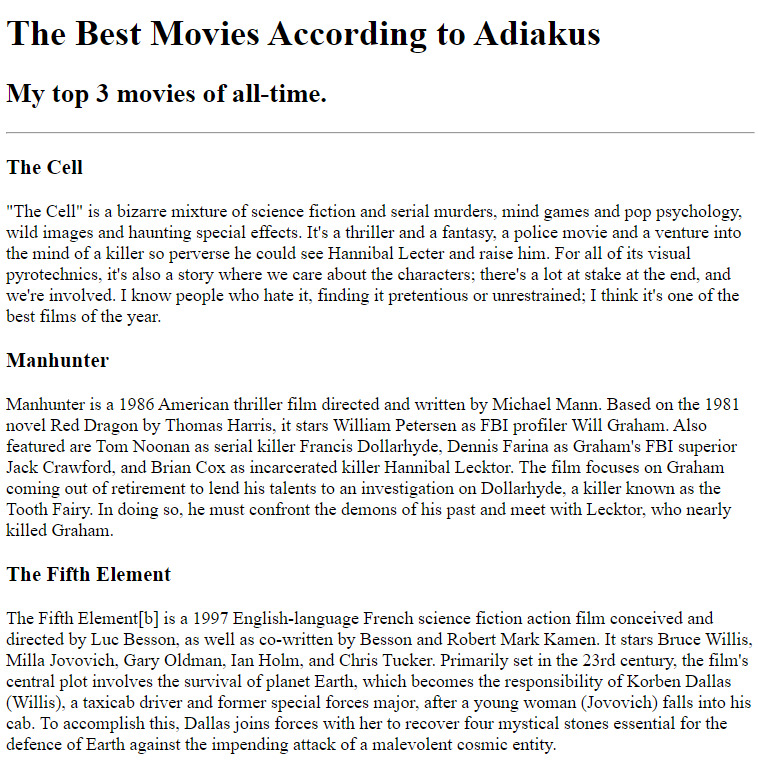 The Best Movies According to Adiakus
My top 3 movies of all-time.
The Cell
"The Cell" is a bizarre mixture of science fiction and serial murders, mind games and pop psychology,
wild images and haunting special effects. It's a thriller and a fantasy, a police movie and a venture into
the mind of a killer so perverse he could see Hannibal Lecter and raise him. For all of its visual
pyrotechnics, it's also a story where we care about the characters; there's a lot at stake at the end, and
we're involved. I know people who hate it, finding it pretentious or unrestrained; I think it's one of the
best films of the year.
Manhunter
Manhunter is a 1986 American thriller film directed and written by Michael Mann. Based on the 1981
novel Red Dragon by Thomas Harris, it stars William Petersen as FBI profiler Will Graham. Also
featured are Tom Noonan as serial killer Francis Dollarhyde, Dennis Farina as Graham's FBI superior
Jack Crawford, and Brian Cox as incarcerated killer Hannibal Lecktor. The film focuses on Graham
coming out of retirement to lend his talents to an investigation on Dollarhyde, a killer known as the
Tooth Fairy. In doing so, he must confront the demons of his past and meet with Lecktor, who nearly
killed Graham.
The Fifth Element
The Fifth Element[b] is a 1997 English-language French science fiction action film conceived and
directed by Luc Besson, as well as co-written by Besson and Robert Mark Kamen. It stars Bruce Willis,
Milla Jovovich, Gary Oldman, Ian Holm, and Chris Tucker. Primarily set in the 23rd century, the film's
central plot involves the survival of planet Earth, which becomes the responsibility of Korben Dallas
(Willis), a taxicab driver and former special forces major, after a young woman (Jovovich) falls into his
cab. To accomplish this, Dallas joins forces with her to recover four mystical stones essential for the
defence of Earth against the impending attack of a malevolent cosmic entity.